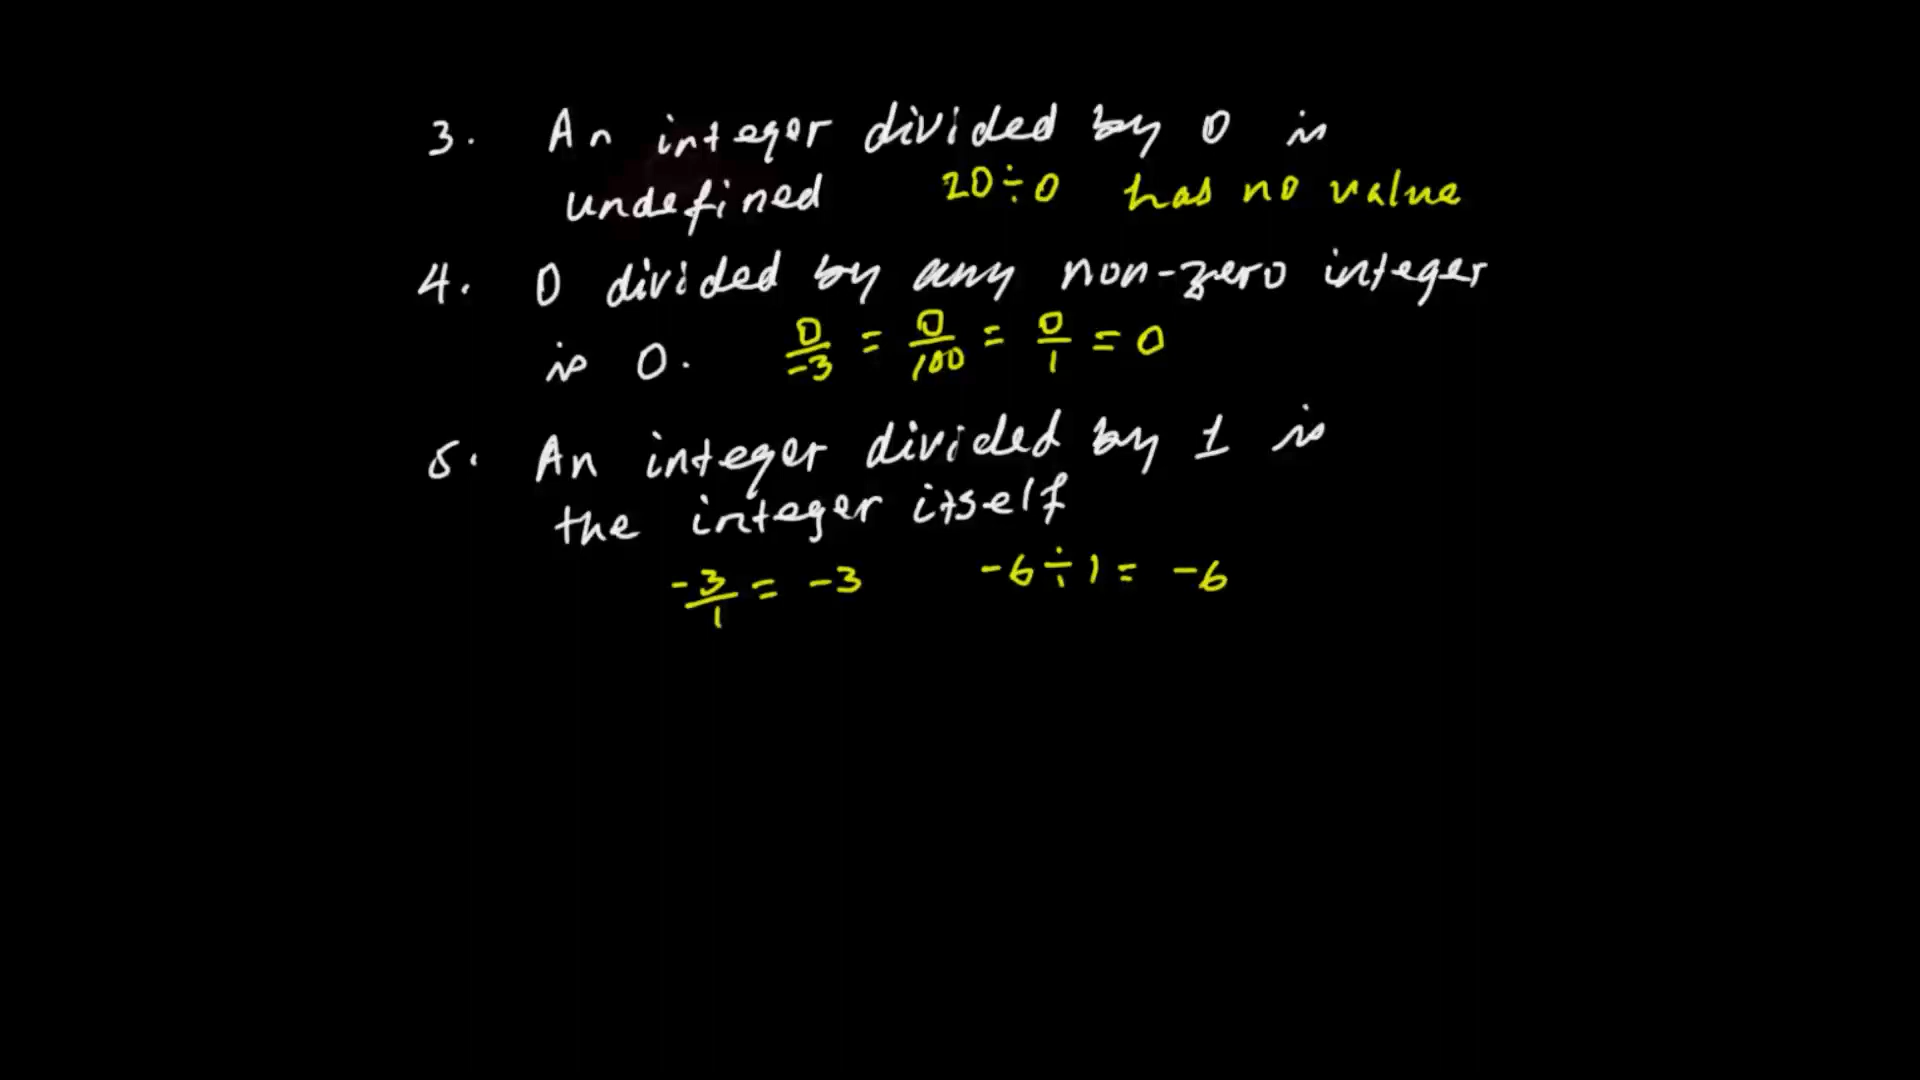 3. An integer divided by 0 is
undefined 20÷0 has no value
4. 0 divided by any non-zero integer
is 0. 0/-3 = 0/100 = 0/1 = 0
5. An integer divided by 1 is
the integer itself
-3/1 = -3 -6÷1 = -6